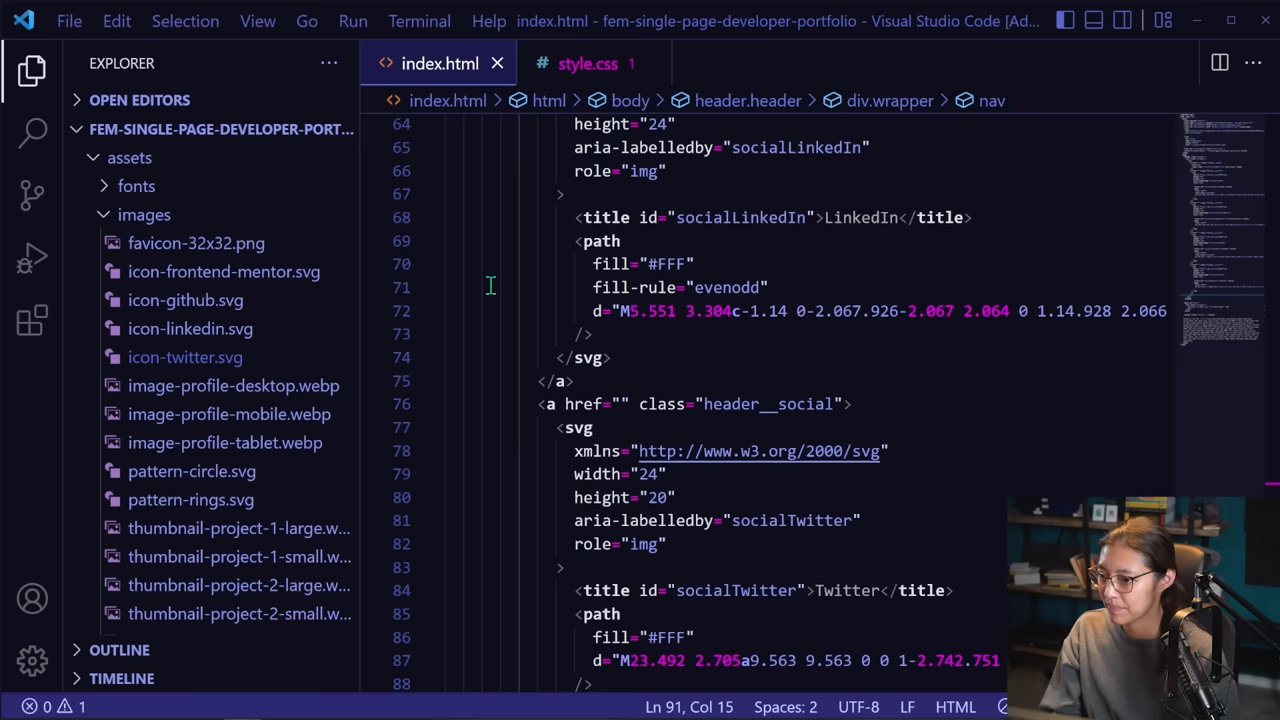 File Edit Selection View Go Run Terminal Help index.html - fem-single-page-developer-portfolio - Visual Studio Code [Ad...
EXPLORER
OPEN EDITORS
FEM-SINGLE-PAGE-DEVELOPER-PORT...
assets
fonts
images
favicon-32x32.png
icon-frontend-mentor.svg
icon-github.svg
icon-linkedin.svg
icon-twitter.svg
image-profile-desktop.webp
image-profile-mobile.webp
image-profile-tablet.webp
pattern-circle.svg
pattern-rings.svg
thumbnail-project-1-large.w...
thumbnail-project-1-small.w...
thumbnail-project-2-large.w...
thumbnail-project-2-small.w...
OUTLINE
TIMELINE
index.html # style.css 1
index.html > html > body > header.header > div.wrapper > nav
64 height="24"
65 aria-labelledby="socialLinkedIn"
66 role="img"
67 >
68 <title id="socialLinkedIn">LinkedIn</title>
69 <path
70 fill="#FFF"
71 fill-rule="evenodd"
72 d="M5.551 3.304c-1.14 0-2.067.926-2.067 2.064 0 1.14.928 2.066
73 />
74 </svg>
75 </a>
76 <a href="" class="header__social">
77 <svg
78 xmlns="http://www.w3.org/2000/svg"
79 width="24"
80 height="20"
81 aria-labelledby="socialTwitter"
82 role="img"
83 >
84 <title id="socialTwitter">Twitter</title>
85 <path
86 fill="#FFF"
87 d="M23.492 2.705a9.563 9.563 0 0 1-2.742.751
88 />
0 1 Ln 91, Col 15 Spaces: 2 UTF-8 LF HTML